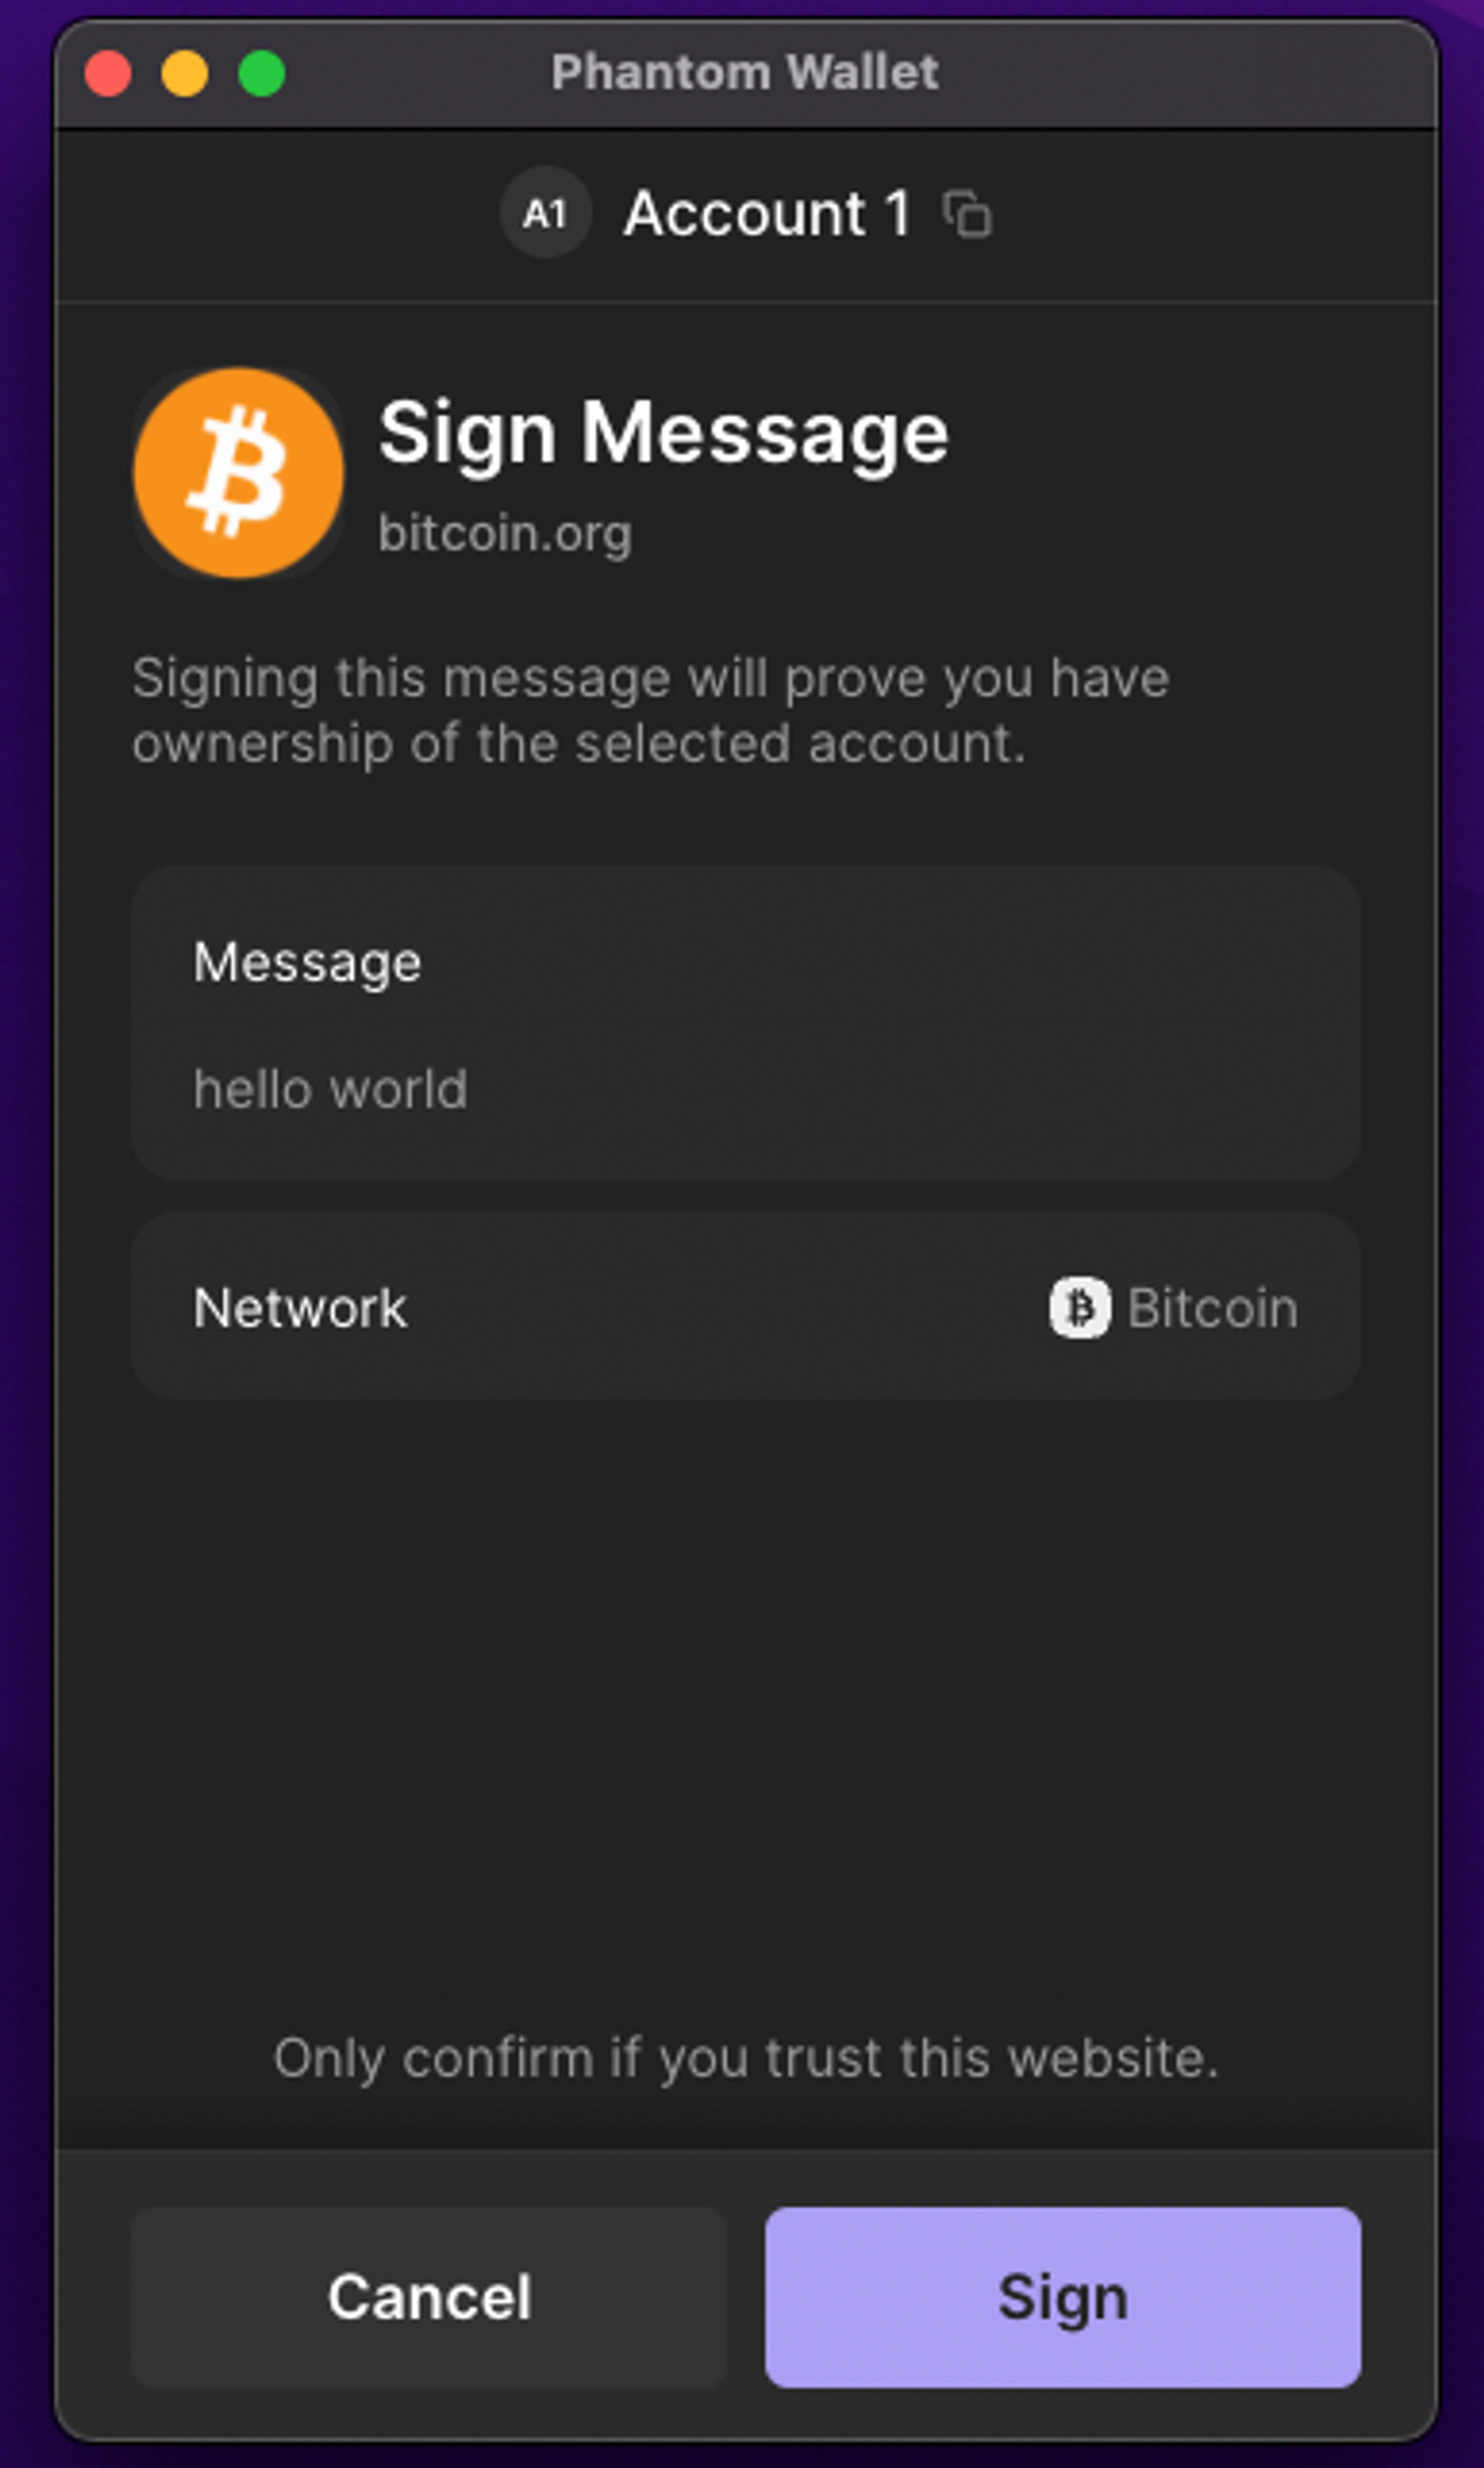 Phantom Wallet
A1 Account 1
Sign Message
bitcoin.org
Signing this message will prove you have
ownership of the selected account.
Message
hello world
Network Bitcoin
Only confirm if you trust this website.
Cancel Sign